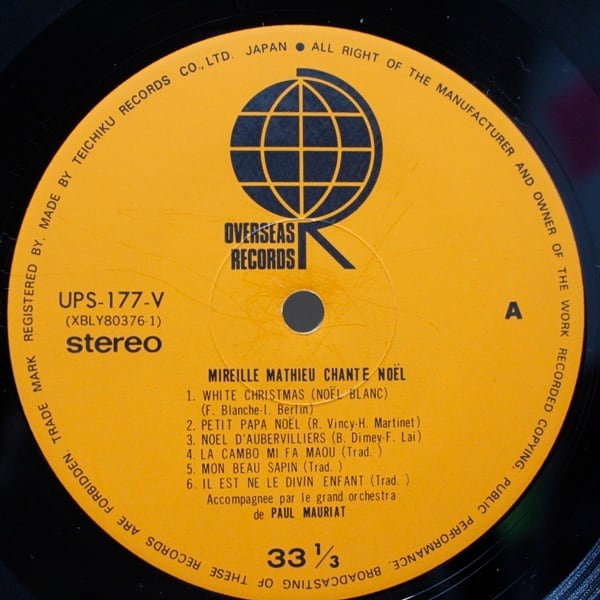 REGISTERED BY. MADE BY TEICHIKU RECORDS CO., LTD. JAPAN ● ALL RIGHT OF THE MANUFACTURER AND OWNER OF THE WORK RECORDED COPYING. PUBLIC PERFORMANCE. BROADCASTING OF THESE RECORDS ARE FORBIDDEN. TRADE MARK
OVERSEAS
RECORDS
UPS-177-V
(XBLY80376-1)
stereo
A
MIREILLE MATHIEU CHANTE NOËL
1. WHITE CHRISTMAS (NOËL BLANC)
(F. Blanche-I. Berlin)
2. PETIT PAPA NOËL (R. Vincy-H. Martinet)
3. NOEL D'AUBERVILLIERS (B. Dimey-F. Lai)
4. LA CAMBO MI FA MAOU (Trad. )
5. MON BEAU SAPIN (Trad. )
6. IL EST NE LE DIVIN ENFANT (Trad. )
Accompagnee par le grand orchestra
de PAUL MAURIAT
33 1/3